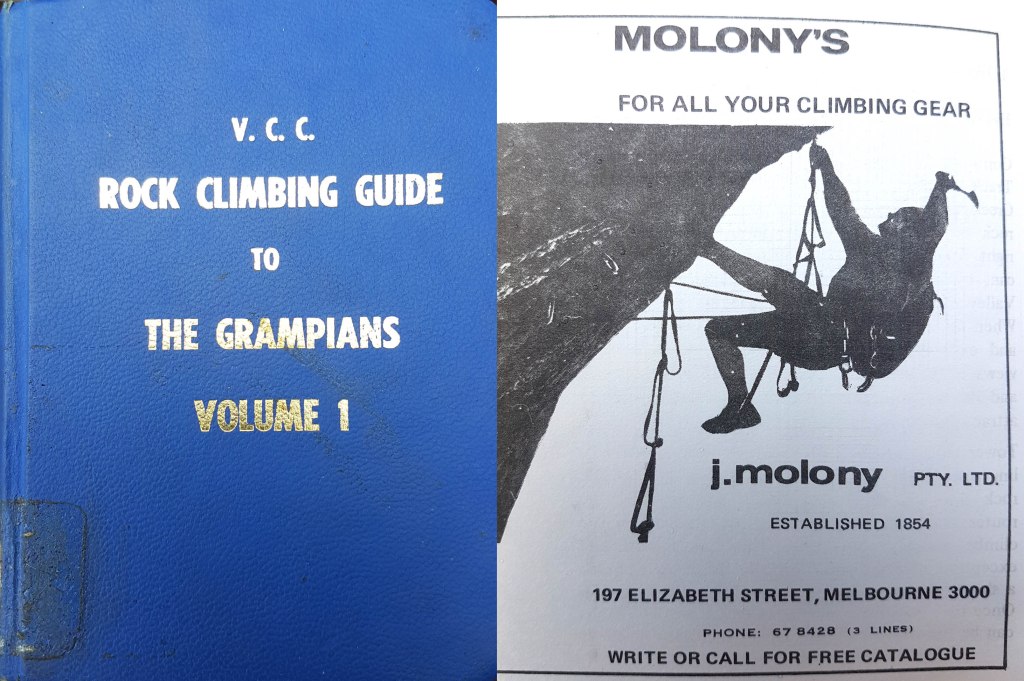 V. C. C.
ROCK CLIMBING GUIDE
TO
THE GRAMPIANS
VOLUME 1
MOLONY'S
FOR ALL YOUR CLIMBING GEAR
j.molony PTY. LTD.
ESTABLISHED 1854
197 ELIZABETH STREET, MELBOURNE 3000
PHONE: 67 8428 (3 LINES)
WRITE OR CALL FOR FREE CATALOGUE